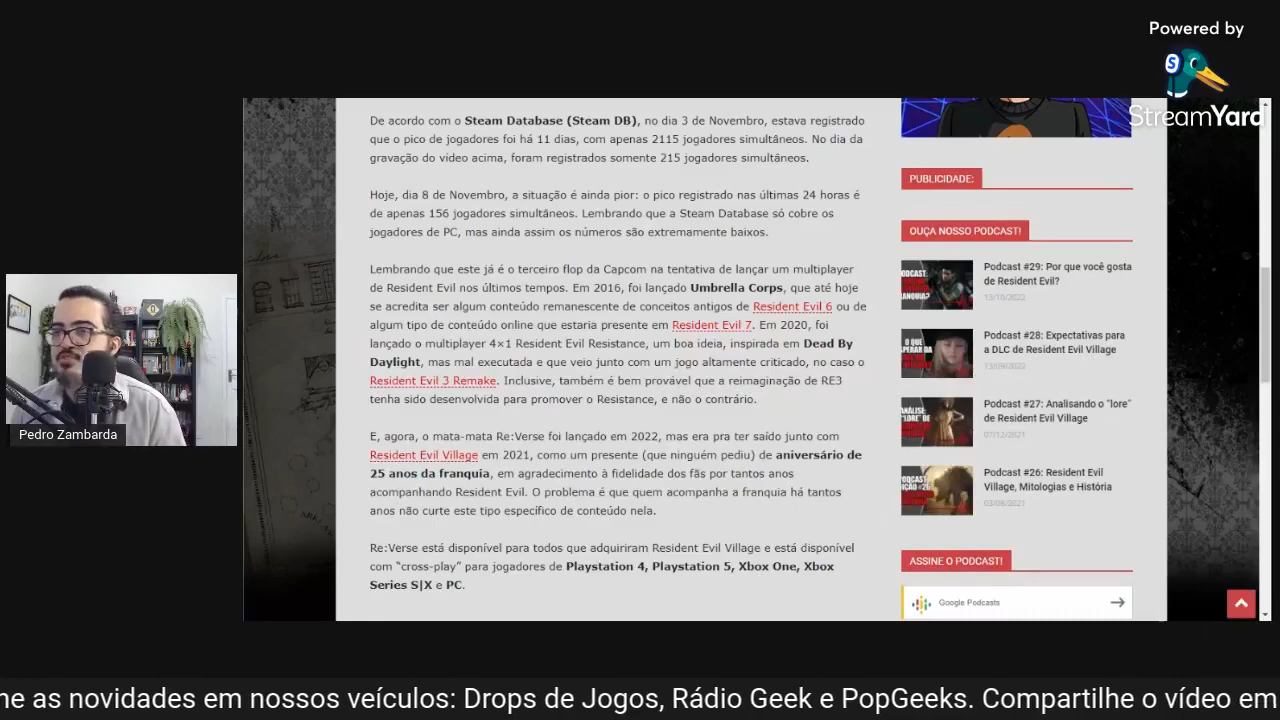 Powered by
StreamYard
De acordo com o Steam Database (Steam DB), no dia 3 de Novembro, estava registrado
que o pico de jogadores foi há 11 dias, com apenas 2115 jogadores simultâneos. No dia da
gravação do vídeo acima, foram registrados somente 215 jogadores simultâneos.
Hoje, dia 8 de Novembro, a situação é ainda pior: o pico registrado nas últimas 24 horas é
de apenas 156 jogadores simultâneos. Lembrando que a Steam Database só cobre os
jogadores de PC, mas ainda assim os números são extremamente baixos.
Lembrando que este já é o terceiro flop da Capcom na tentativa de lançar um multiplayer
de Resident Evil nos últimos tempos. Em 2016, foi lançado Umbrella Corps, que até hoje
se acredita ser algum conteúdo remanescente de conceitos antigos de Resident Evil 6 ou de
algum tipo de conteúdo online que estaria presente em Resident Evil 7. Em 2020, foi
lançado o multiplayer 4×1 Resident Evil Resistance, um boa ideia, inspirada em Dead By
Daylight, mas mal executada e que veio junto com um jogo altamente criticado, no caso o
Resident Evil 3 Remake. Inclusive, também é bem provável que a reimaginação de RE3
tenha sido desenvolvida para promover o Resistance, e não o contrário.
E, agora, o mata-mata Re:Verse foi lançado em 2022, mas era pra ter saído junto com
Resident Evil Village em 2021, como um presente (que ninguém pediu) de aniversário de
25 anos da franquia, em agradecimento à fidelidade dos fãs por tantos anos
acompanhando Resident Evil. O problema é que quem acompanha a franquia há tantos
anos não curte este tipo específico de conteúdo nela.
Re:Verse está disponível para todos que adquiriram Resident Evil Village e está disponível
com “cross-play” para jogadores de Playstation 4, Playstation 5, Xbox One, Xbox
Series S|X e PC.
PUBLICIDADE:
OUÇA NOSSO PODCAST!
Podcast #29: Por que você gosta
de Resident Evil?
13/10/2022
Podcast #28: Expectativas para
a DLC de Resident Evil Village
Podcast #27: Analisando o "lore"
de Resident Evil Village
07/12/2021
Podcast #26: Resident Evil
Village, Mitologias e História
03/08/2021
ASSINE O PODCAST!
Google Podcasts
Pedro Zambarda
as novidades em nossos veículos: Drops de Jogos, Rádio Geek e PopGeeks. Compartilhe o vídeo em